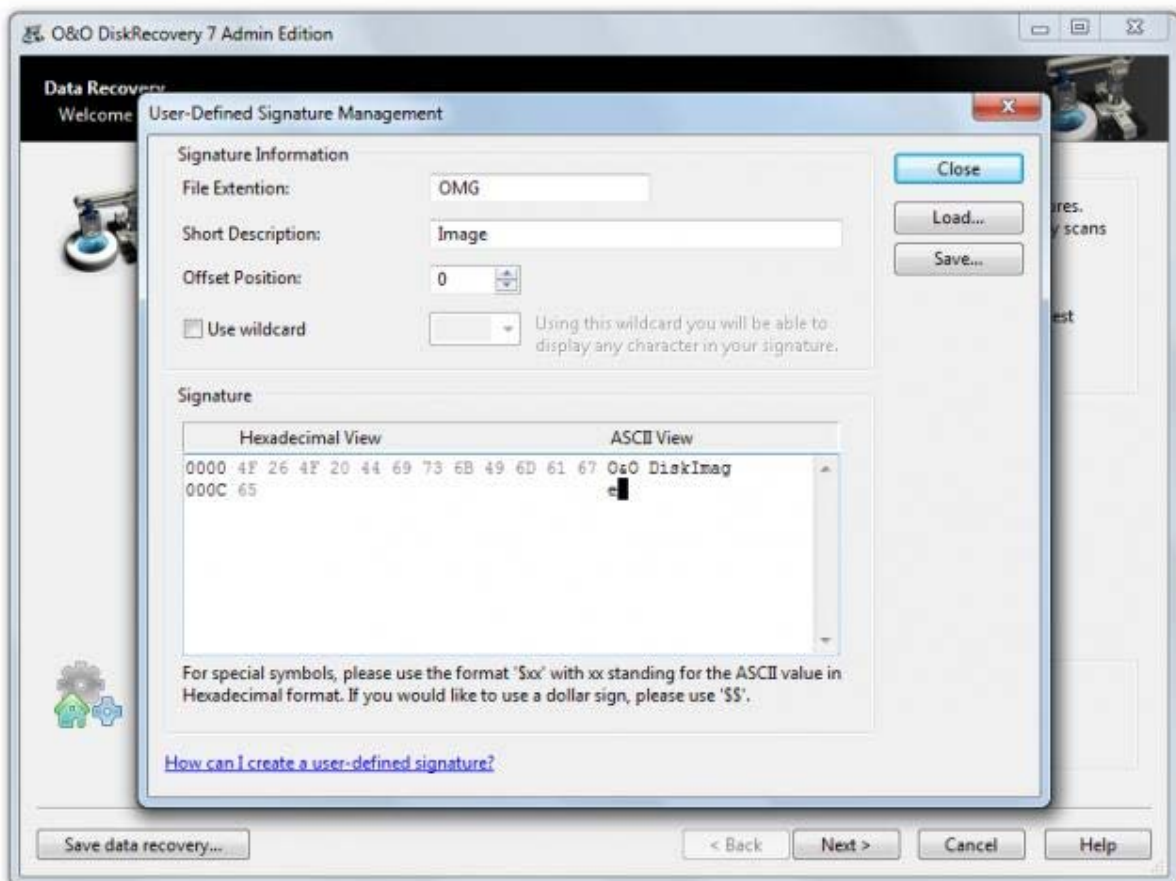 O&O DiskRecovery 7 Admin Edition
Data Recovery
Welcome
User-Defined Signature Management
Signature Information
File Extention: OMG
Short Description: Image
Offset Position: 0
Use wildcard
Using this wildcard you will be able to
display any character in your signature.
Close
Load...
Save...
Signature
Hexadecimal View ASCII View
0000 4F 26 4F 20 44 69 73 6B 49 6D 61 67 O&O DiskImag
000C 65 e
For special symbols, please use the format '$xx' with xx standing for the ASCII value in
Hexadecimal format. If you would like to use a dollar sign, please use '$$'.
How can I create a user-defined signature?
scans
Save data recovery...
< Back
Next >
Cancel
Help